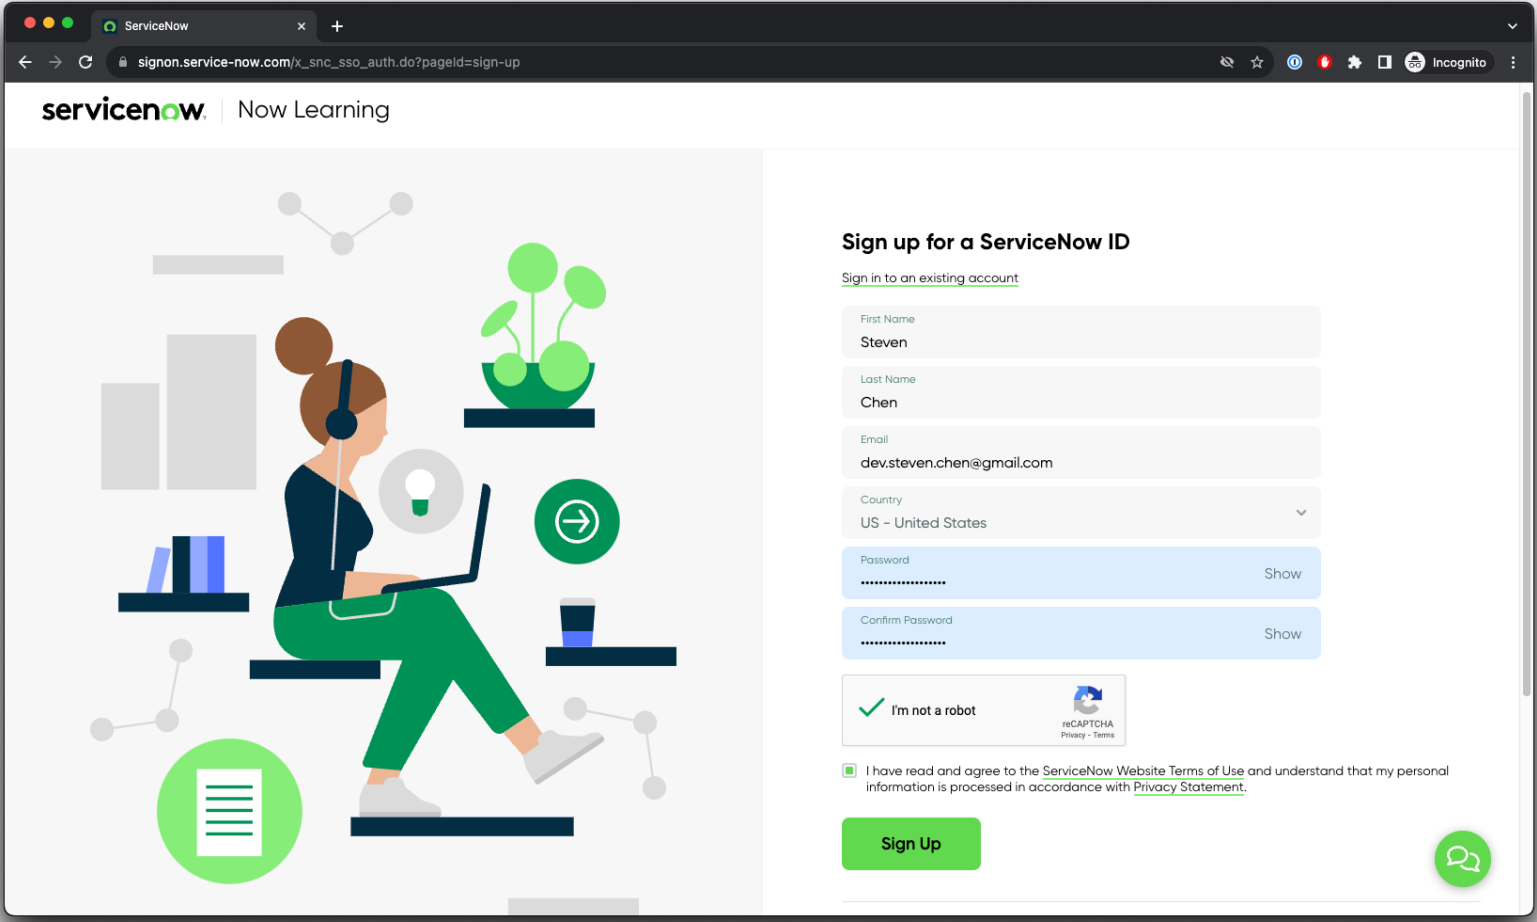 ServiceNow
signon.service-now.com/x_snc_sso_auth.do?pageId=sign-up
Incognito
servicenow
Now Learning
Sign up for a ServiceNow ID
Sign in to an existing account
First Name
Steven
Last Name
Chen
Email
dev.steven.chen@gmail.com
Country
US - United States
Password
•••••••••••••••••••
Show
Confirm Password
•••••••••••••••••••
Show
I'm not a robot
reCAPTCHA
Privacy - Terms
I have read and agree to the ServiceNow Website Terms of Use and understand that my personal
information is processed in accordance with Privacy Statement.
Sign Up